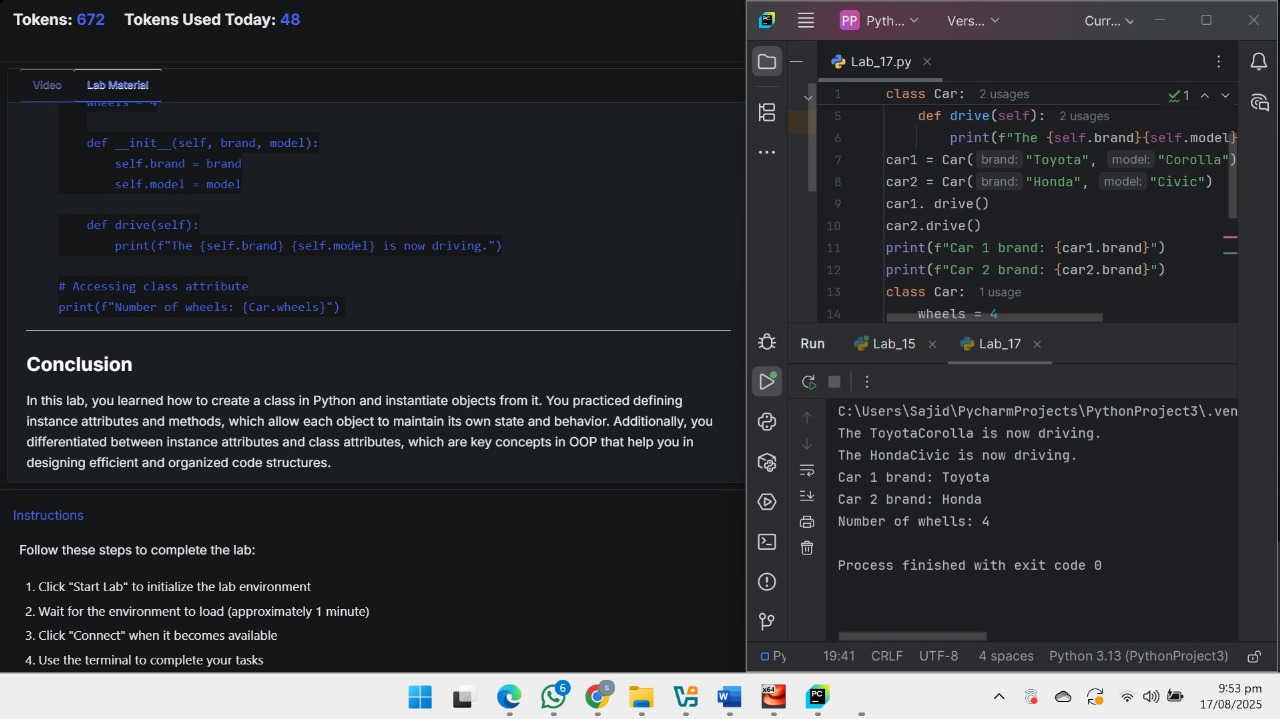 Tokens: 672 Tokens Used Today: 48
Video Lab Material
wheels = 4
def __init__(self, brand, model):
self.brand = brand
self.model = model
def drive(self):
print(f"The {self.brand} {self.model} is now driving.")
# Accessing class attribute
print(f"Number of wheels: {Car.wheels}")
Conclusion
In this lab, you learned how to create a class in Python and instantiate objects from it. You practiced defining
instance attributes and methods, which allow each object to maintain its own state and behavior. Additionally, you
differentiated between instance attributes and class attributes, which are key concepts in OOP that help you in
designing efficient and organized code structures.
Instructions
Follow these steps to complete the lab:
1. Click "Start Lab" to initialize the lab environment
2. Wait for the environment to load (approximately 1 minute)
3. Click "Connect" when it becomes available
4. Use the terminal to complete your tasks
PC PP Pyth... Vers... Curr...
Lab_17.py
1 class Car: 2 usages 1
5 def drive(self): 2 usages
6 print(f"The {self.brand}{self.model}
7 car1 = Car( brand: "Toyota", model: "Corolla")
8 car2 = Car( brand: "Honda", model: "Civic")
9 car1. drive()
10 car2.drive()
11 print(f"Car 1 brand: {car1.brand}")
12 print(f"Car 2 brand: {car2.brand}")
13 class Car: 1 usage
14 wheels = 4
Run Lab_15 Lab_17
C:\Users\Sajid\PycharmProjects\PythonProject3\.ven
The ToyotaCorolla is now driving.
The HondaCivic is now driving.
Car 1 brand: Toyota
Car 2 brand: Honda
Number of whells: 4
Process finished with exit code 0
Py 19:41 CRLF UTF-8 4 spaces Python 3.13 (PythonProject3)
6 s W x64 PC
9:53 pm
17/08/2025